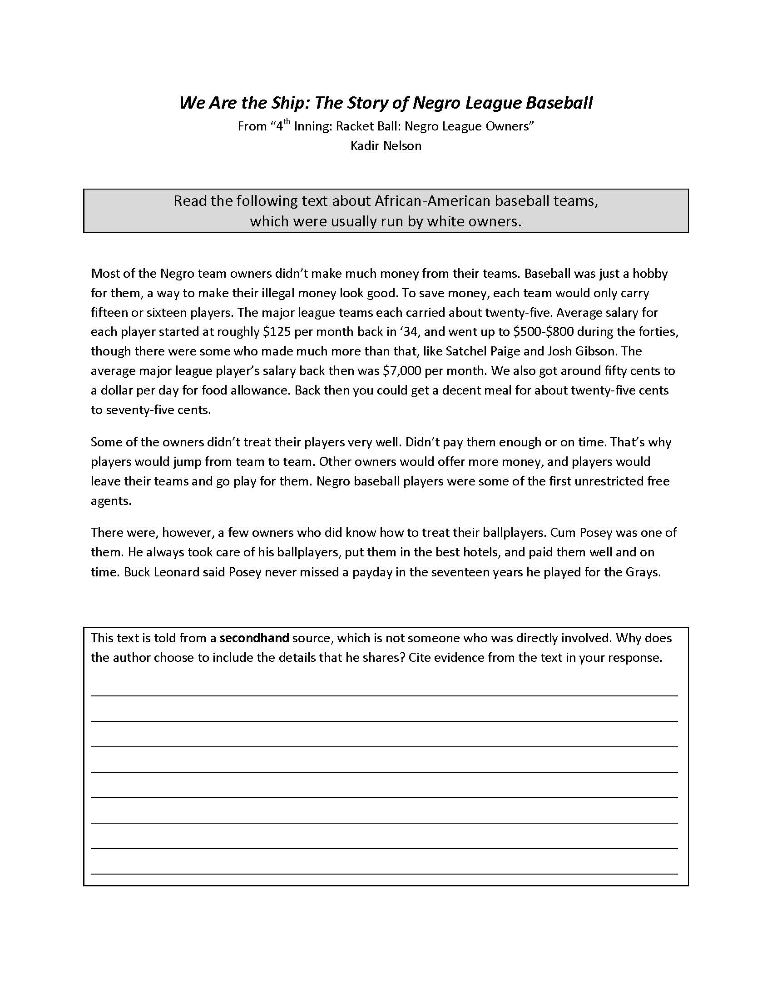 We Are the Ship: The Story of Negro League Baseball
From “4th Inning: Racket Ball: Negro League Owners”
Kadir Nelson
Read the following text about African-American baseball teams,
which were usually run by white owners.
Most of the Negro team owners didn’t make much money from their teams. Baseball was just a hobby
for them, a way to make their illegal money look good. To save money, each team would only carry
fifteen or sixteen players. The major league teams each carried about twenty-five. Average salary for
each player started at roughly $125 per month back in ‘34, and went up to $500-$800 during the forties,
though there were some who made much more than that, like Satchel Paige and Josh Gibson. The
average major league player’s salary back then was $7,000 per month. We also got around fifty cents to
a dollar per day for food allowance. Back then you could get a decent meal for about twenty-five cents
to seventy-five cents.
Some of the owners didn’t treat their players very well. Didn’t pay them enough or on time. That’s why
players would jump from team to team. Other owners would offer more money, and players would
leave their teams and go play for them. Negro baseball players were some of the first unrestricted free
agents.
There were, however, a few owners who did know how to treat their ballplayers. Cum Posey was one of
them. He always took care of his ballplayers, put them in the best hotels, and paid them well and on
time. Buck Leonard said Posey never missed a payday in the seventeen years he played for the Grays.
This text is told from a secondhand source, which is not someone who was directly involved. Why does
the author choose to include the details that he shares? Cite evidence from the text in your response.